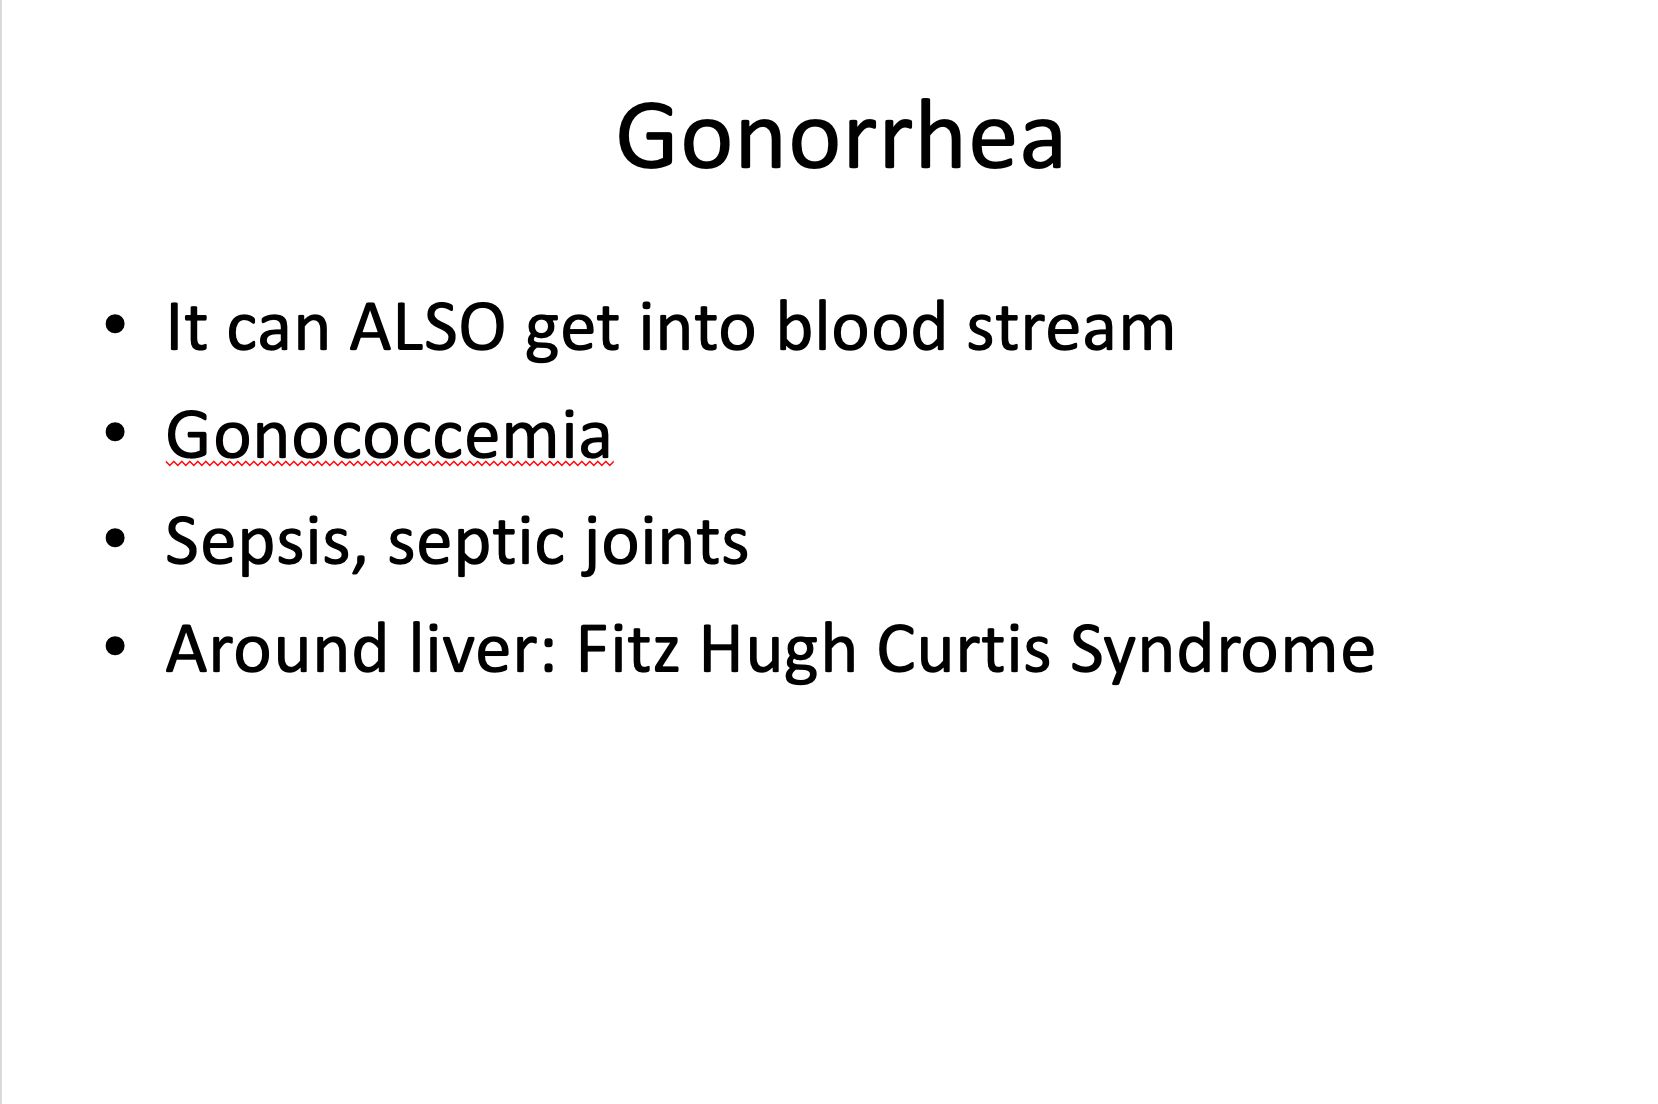 Gonorrhea
• It can ALSO get into blood stream
• Gonococcemia
• Sepsis, septic joints
• Around liver: Fitz Hugh Curtis Syndrome